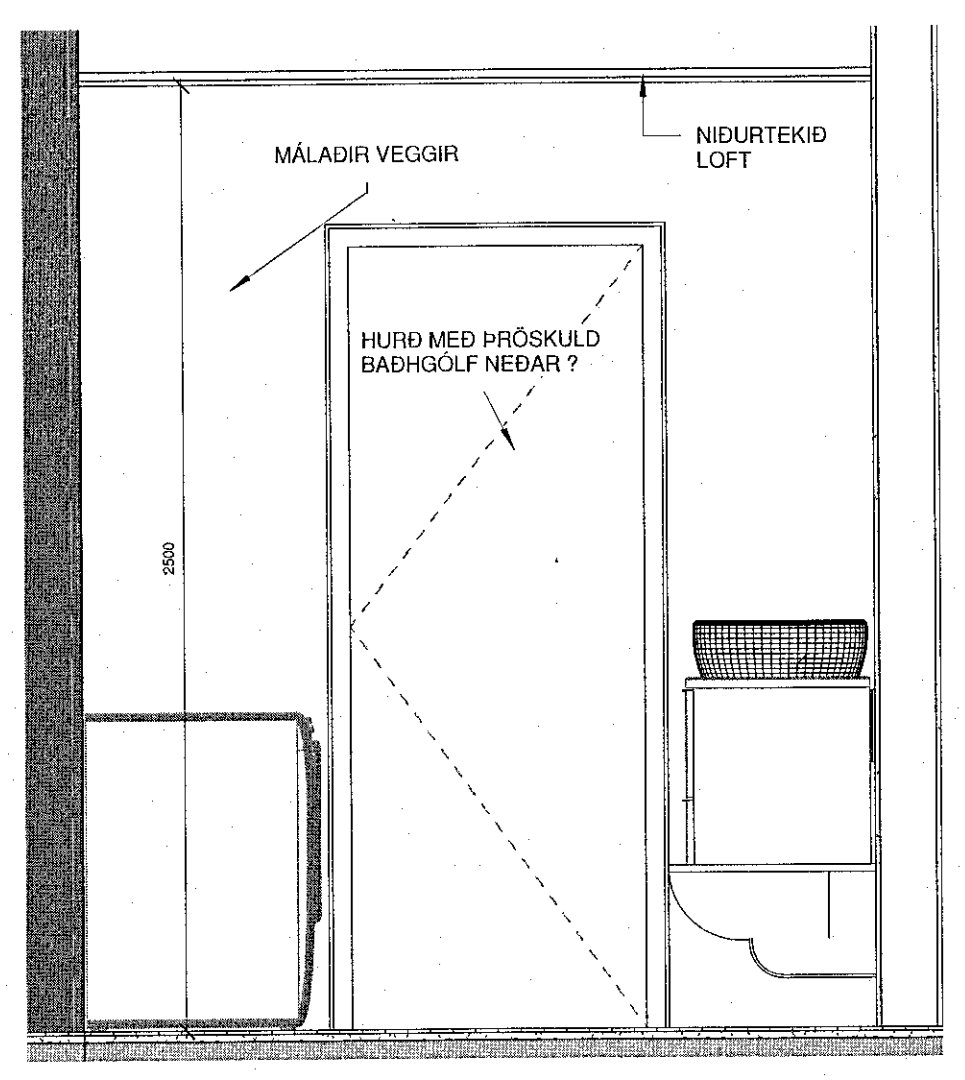 MÁLAÐIR VEGGIR
NIÐURTEKIÐ
LOFT
HURÐ MEÐ ÞRÖSKULD
BAÐHGÓLF NEÐAR ?
2500